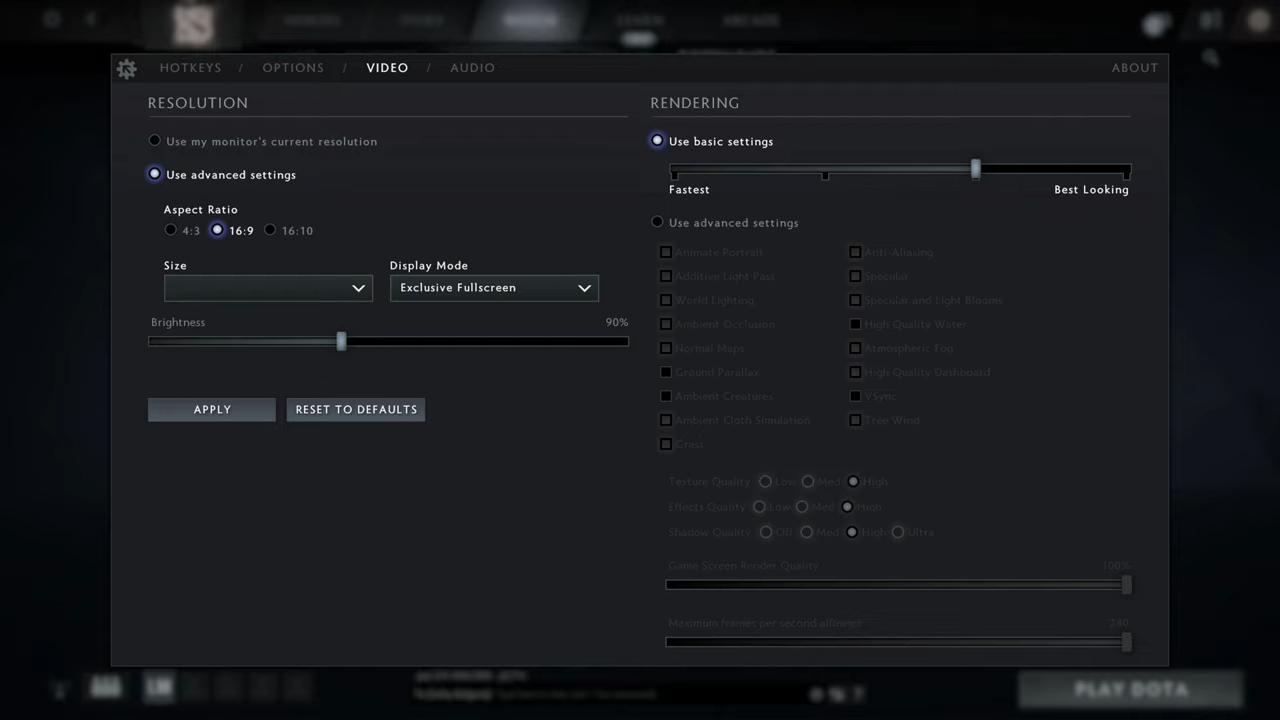 HOTKEYS / OPTIONS / VIDEO / AUDIO
ABOUT
RESOLUTION
Use my monitor's current resolution
Use advanced settings
Aspect Ratio
4:3 16:9 16:10
Size
Display Mode
Exclusive Fullscreen
Brightness 90%
APPLY RESET TO DEFAULTS
RENDERING
Use basic settings
Fastest Best Looking
Use advanced settings
Animate Portrait Anti-Aliasing
Additive Light Pass Specular
World Lighting Specular and Light Blooms
Ambient Occlusion High Quality Water
Normal Maps Atmospheric Fog
Ground Parallax High Quality Dashboard
Ambient Creatures VSync
Ambient Cloth Simulation Tree Wind
Grass
Texture Quality Low Med High
Effects Quality Low Med High
Shadow Quality Off Med High Ultra
Game Screen Render Quality 100%
Maximum frames per second allowed 240
PLAY DOTA